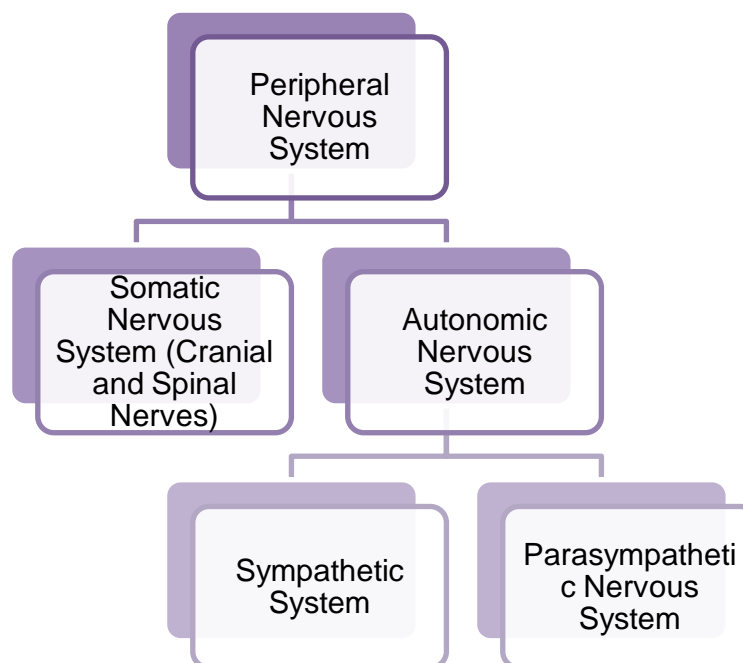 Peripheral
Nervous
System
Somatic
Nervous
System (Cranial
and Spinal
Nerves)
Autonomic
Nervous
System
Sympathetic
System
Parasympatheti
c Nervous
System